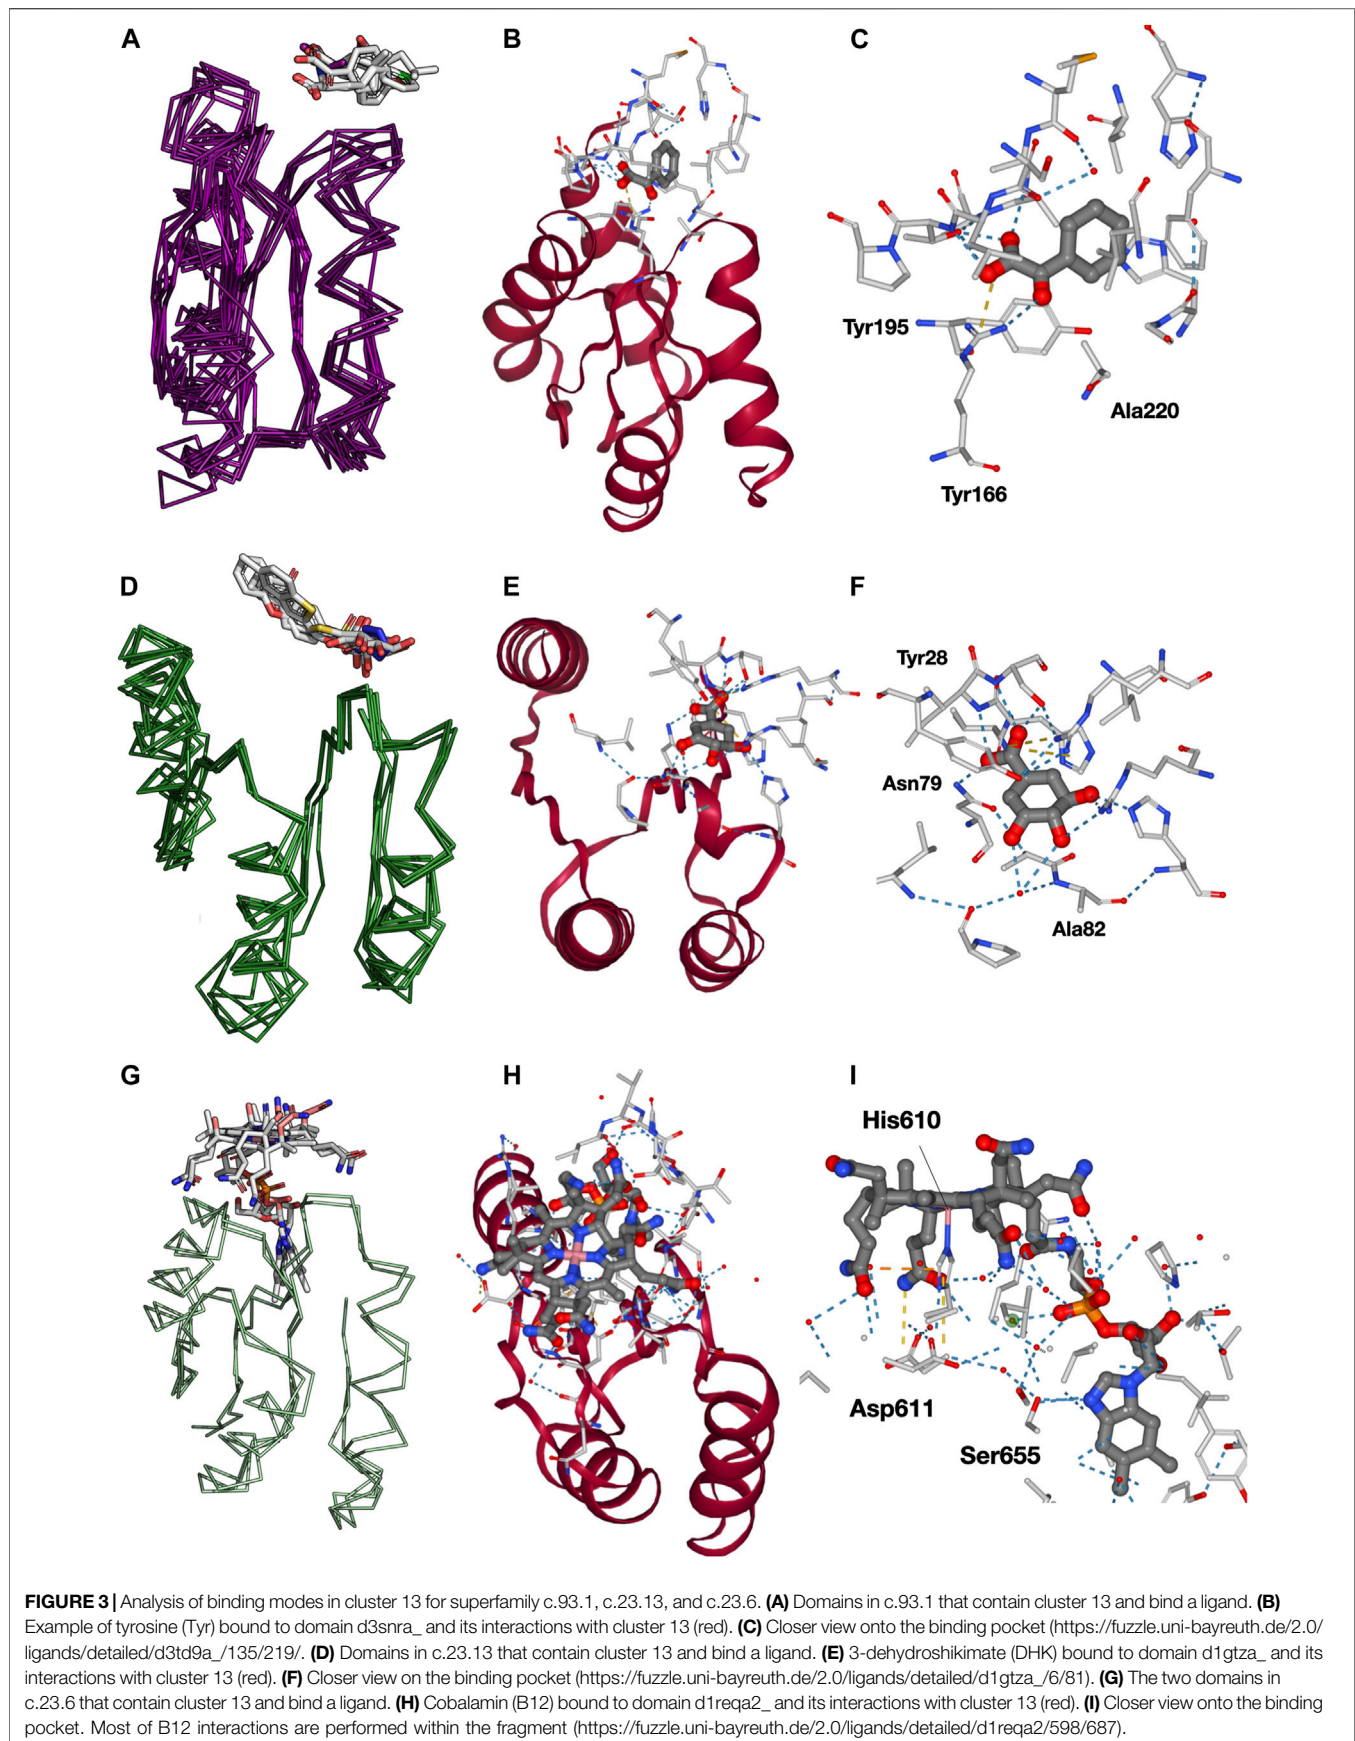 A
B
C
Tyr195
Ala220
Tyr166
D
E
F
Tyr28
Asn79
Ala82
G
H
I
His610
Asp611
Ser655
FIGURE 3 | Analysis of binding modes in cluster 13 for superfamily c.93.1, c.23.13, and c.23.6. (A) Domains in c.93.1 that contain cluster 13 and bind a ligand. (B)
Example of tyrosine (Tyr) bound to domain d3snra_ and its interactions with cluster 13 (red). (C) Closer view onto the binding pocket (https://fuzzle.uni-bayreuth.de/2.0/
ligands/detailed/d3td9a_/135/219/. (D) Domains in c.23.13 that contain cluster 13 and bind a ligand. (E) 3-dehydroshikimate (DHK) bound to domain d1gtza_ and its
interactions with cluster 13 (red). (F) Closer view on the binding pocket (https://fuzzle.uni-bayreuth.de/2.0/ligands/detailed/d1gtza_/6/81). (G) The two domains in
c.23.6 that contain cluster 13 and bind a ligand. (H) Cobalamin (B12) bound to domain d1reqa2_ and its interactions with cluster 13 (red). (I) Closer view onto the binding
pocket. Most of B12 interactions are performed within the fragment (https://fuzzle.uni-bayreuth.de/2.0/ligands/detailed/d1reqa2/598/687).